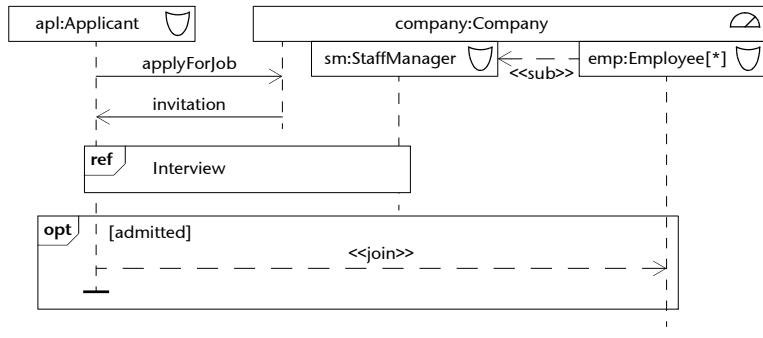 apl:Applicant
company:Company
sm:StaffManager
<<sub>>
emp:Employee[*]
applyForJob
invitation
ref
Interview
opt
[admitted]
<<join>>